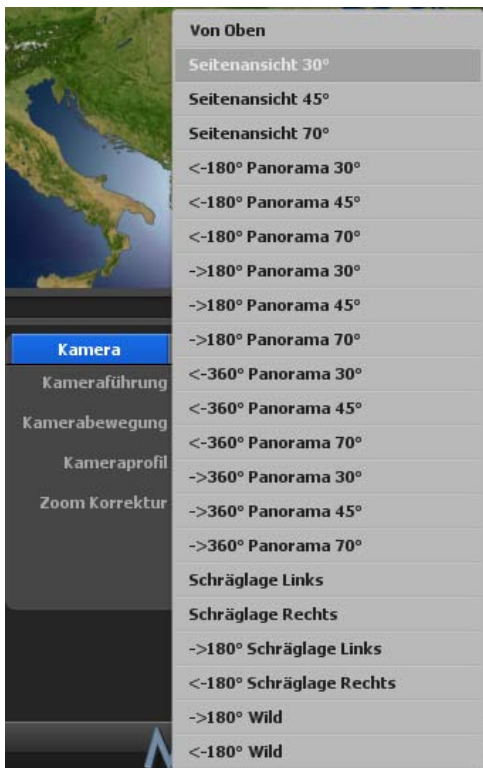 Von Oben
Seitenansicht 30°
Seitenansicht 45°
Seitenansicht 70°
<-180° Panorama 30°
<-180° Panorama 45°
<-180° Panorama 70°
->180° Panorama 30°
->180° Panorama 45°
->180° Panorama 70°
<-360° Panorama 30°
<-360° Panorama 45°
<-360° Panorama 70°
->360° Panorama 30°
->360° Panorama 45°
->360° Panorama 70°
Schräglage Links
Schräglage Rechts
->180° Schräglage Links
<-180° Schräglage Rechts
->180° Wild
<-180° Wild
Kamera
Kameraführung
Kamerabewegung
Kameraprofil
Zoom Korrektur